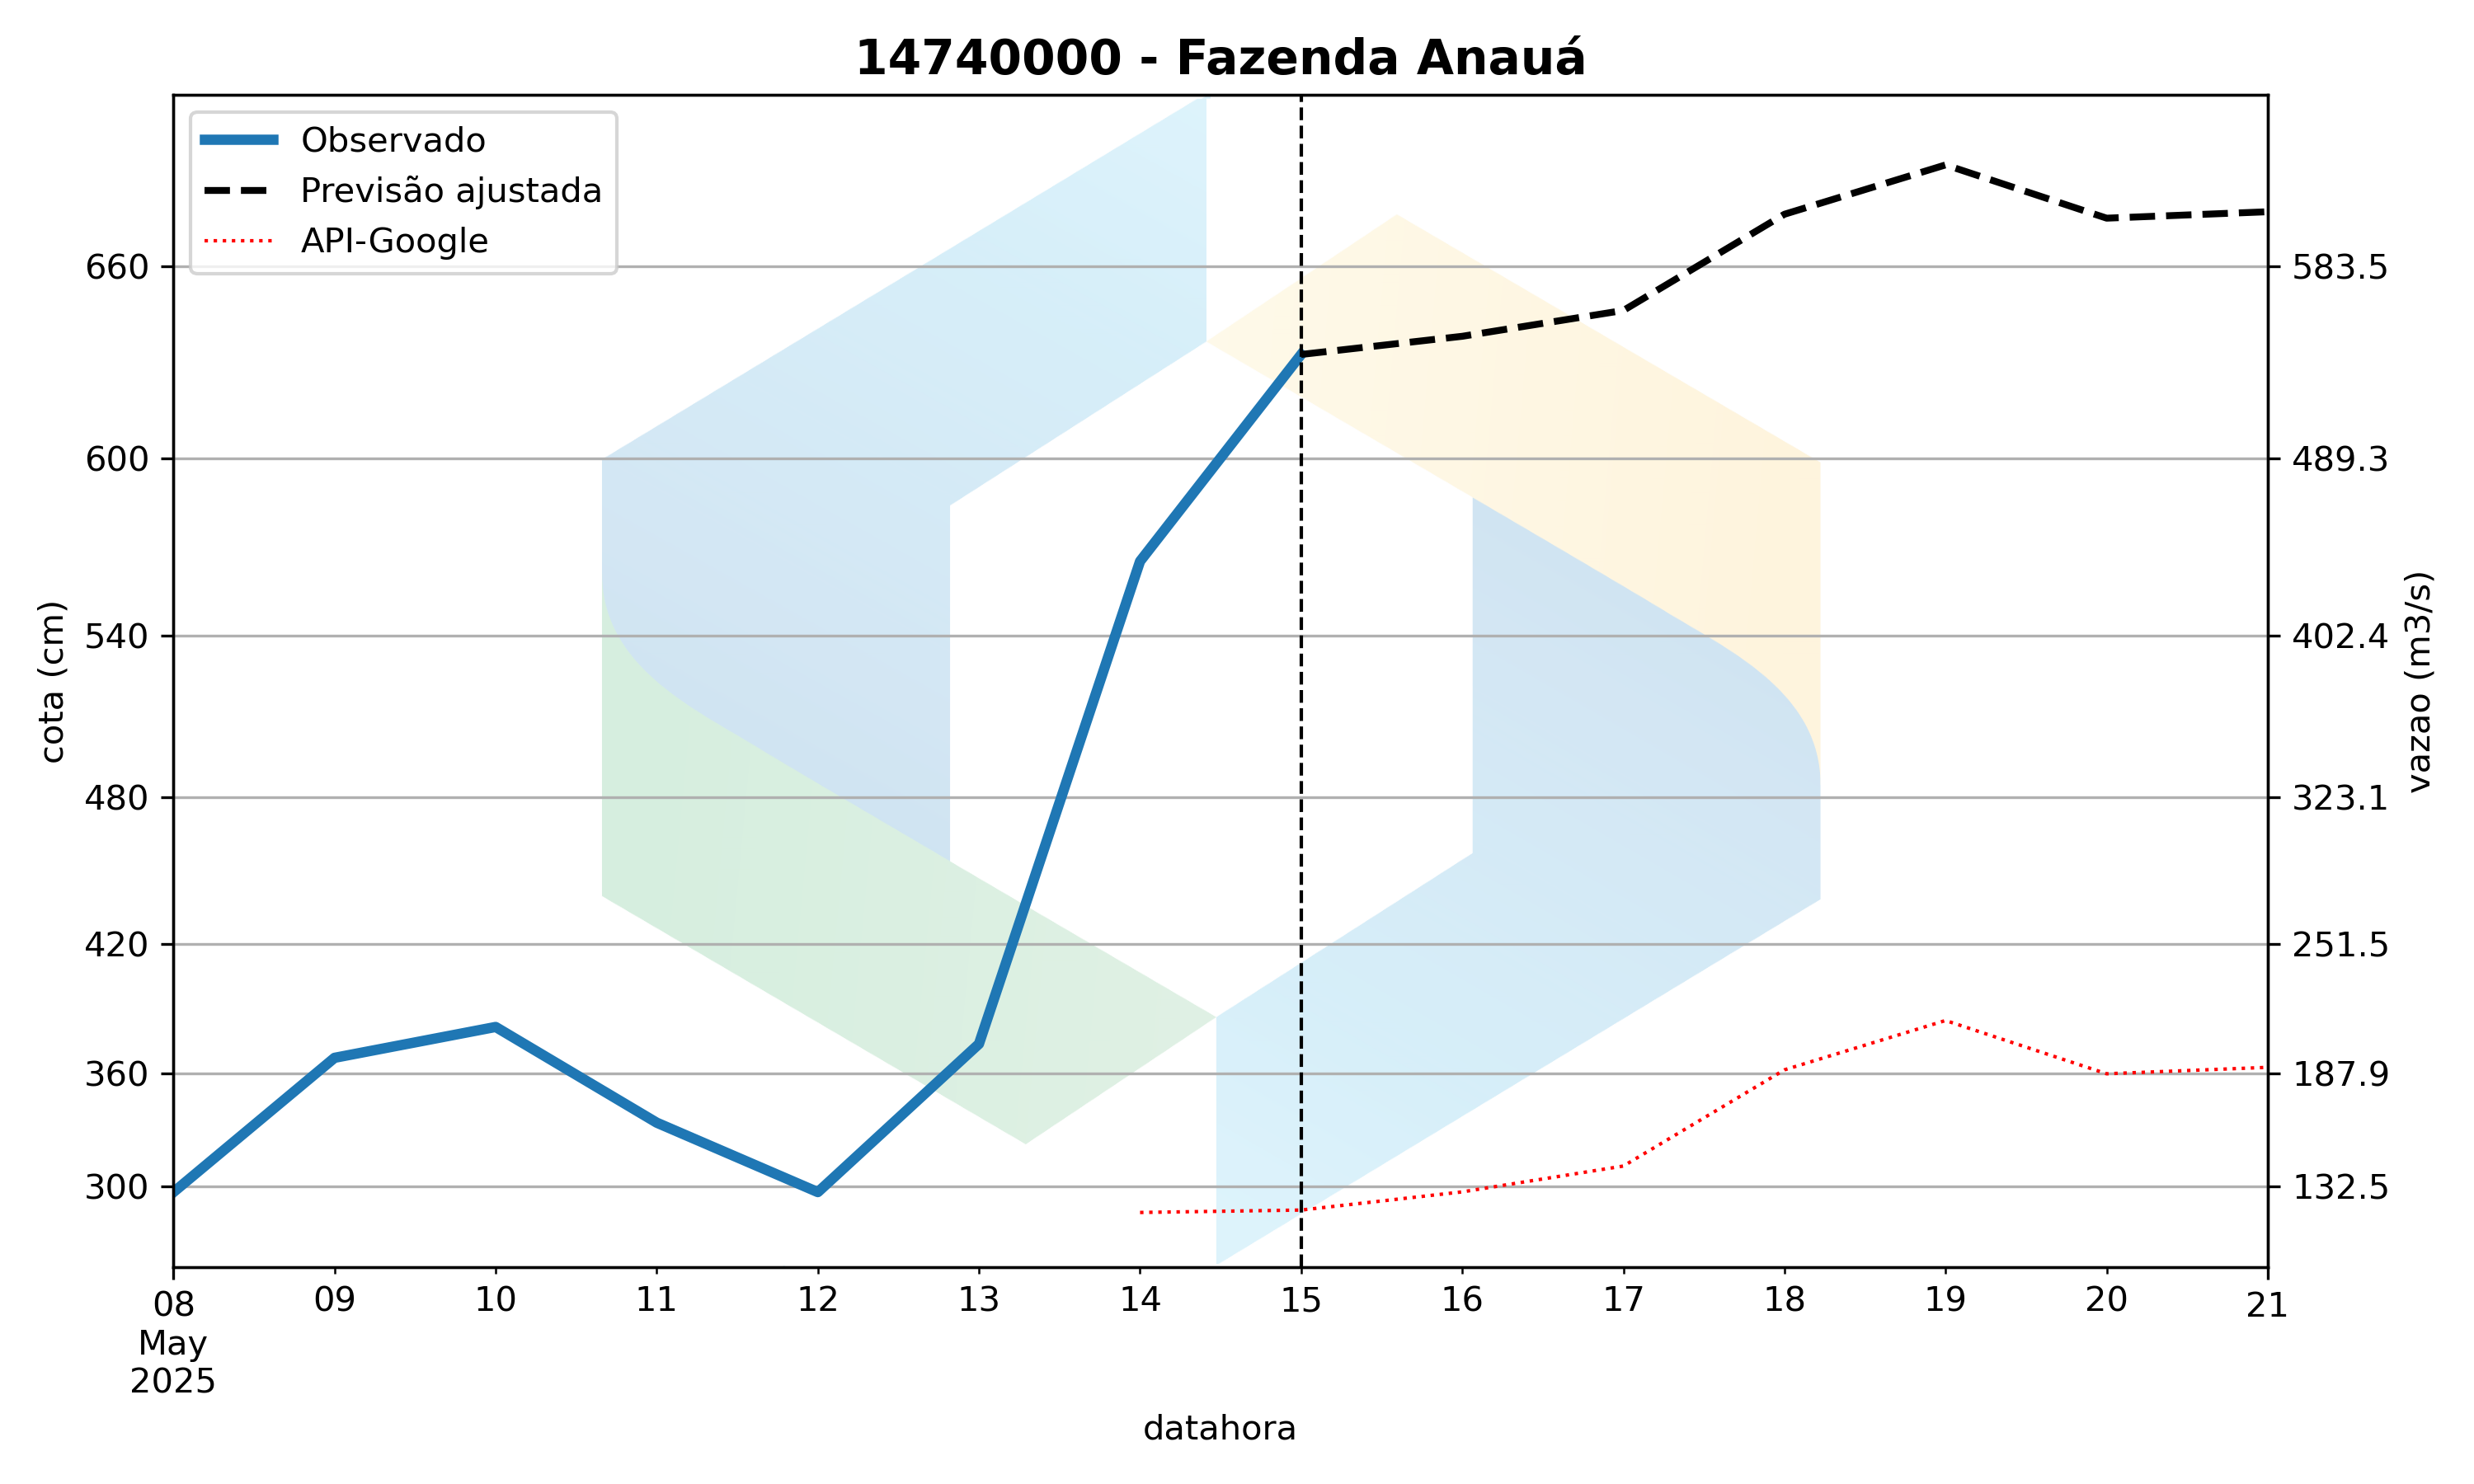 14740000 - Fazenda Anauá
Observado
Previsão ajustada
API-Google
660
600
540
480
420
360
300
cota (cm)
583.5
489.3
402.4
323.1
251.5
187.9
132.5
vazao (m3/s)
08 09 10 11 12 13 14 15 16 17 18 19 20 21
May
2025
datahora